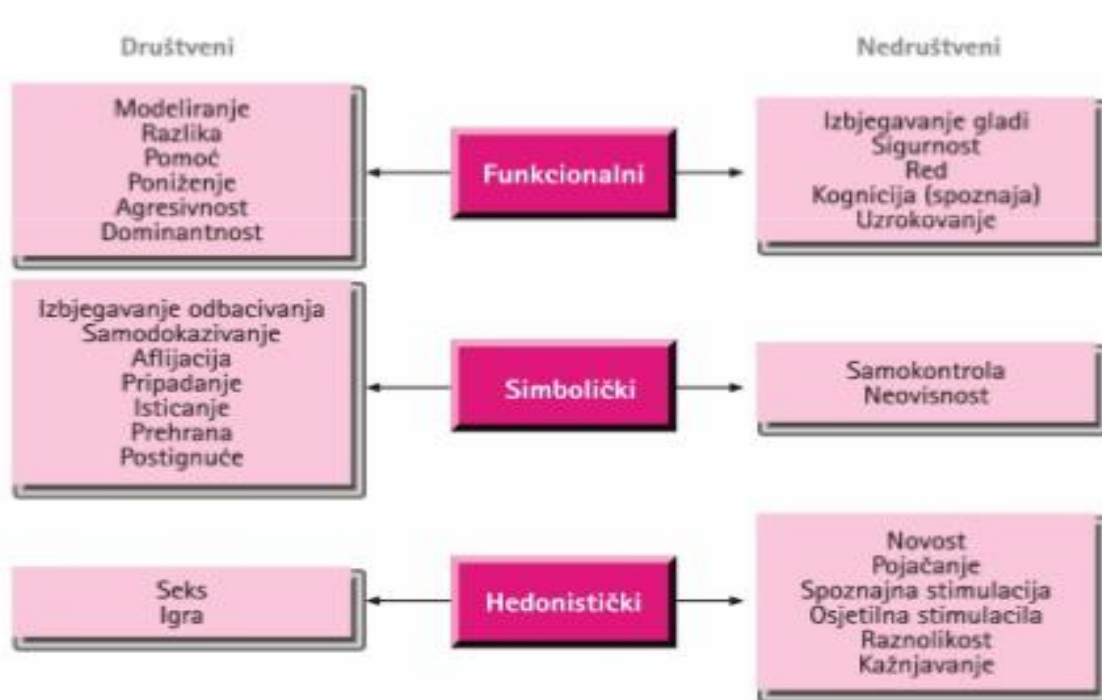 Društveni
Nedruštveni
Modeliranje
Razlika
Pomoć
Poniženje
Agresivnost
Dominantnost
Funkcionalni
Izbjegavanje gladi
Sigurnost
Red
Kognicija (spoznaja)
Uzrokovanje
Izbjegavanje odbacivanja
Samodokazivanje
Aflijacija
Pripadanje
Isticanje
Prehrana
Postignuće
Simbolički
Samokontrola
Neovisnost
Seks
Igra
Hedonistički
Novost
Pojačanje
Spoznajna stimulacija
Osjetilna stimulacila
Raznolikost
Kažnjavanje